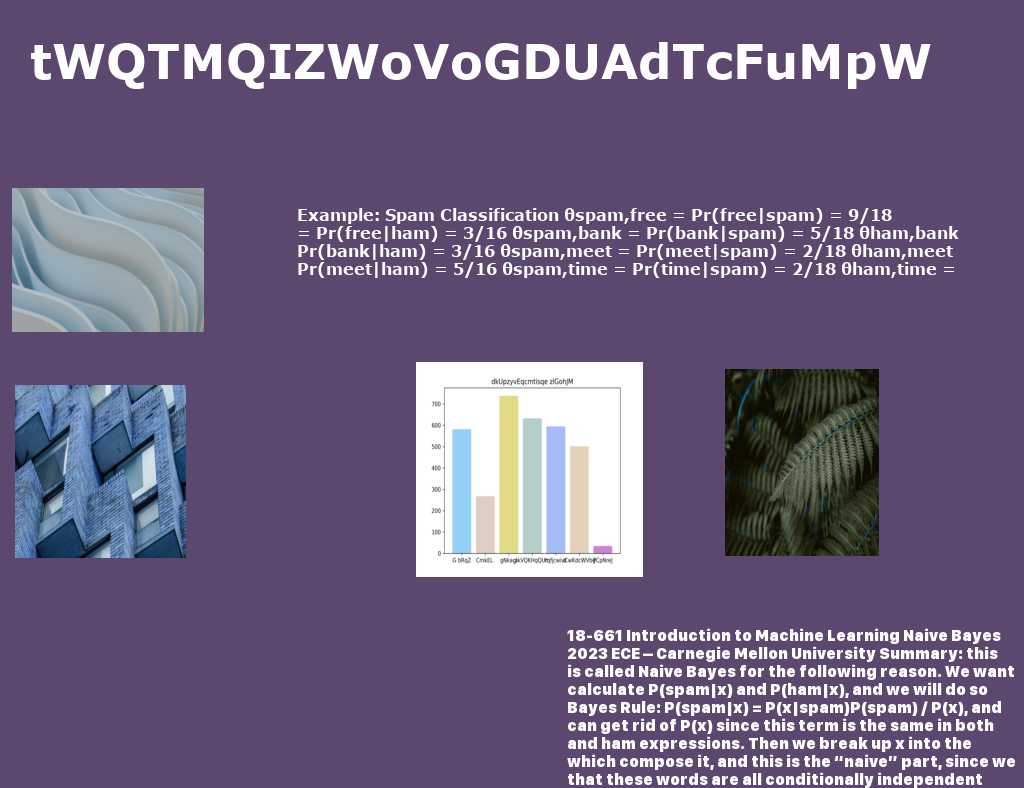 tWQTMQIZWoVoGDUAdTcFuMpW
Example: Spam Classification θspam,free = Pr(free|spam) = 9/18
= Pr(free|ham) = 3/16 θspam,bank = Pr(bank|spam) = 5/18 θham,bank
Pr(bank|ham) = 3/16 θspam,meet = Pr(meet|spam) = 2/18 θham,meet
Pr(meet|ham) = 5/16 θspam,time = Pr(time|spam) = 2/18 θham,time =
dkUpzyvEqcmtisqe zlGohJM
700
600
500
400
300
200
100
0
G bRqZ CmkEL
18-661 Introduction to Machine Learning Naive Bayes
2023 ECE – Carnegie Mellon University Summary: this
is called Naive Bayes for the following reason. We want
calculate P(spam|x) and P(ham|x), and we will do so
Bayes Rule: P(spam|x) = P(x|spam)P(spam) / P(x), and
can get rid of P(x) since this term is the same in both
and ham expressions. Then we break up x into the
which compose it, and this is the “naive” part, since we
that these words are all conditionally independent